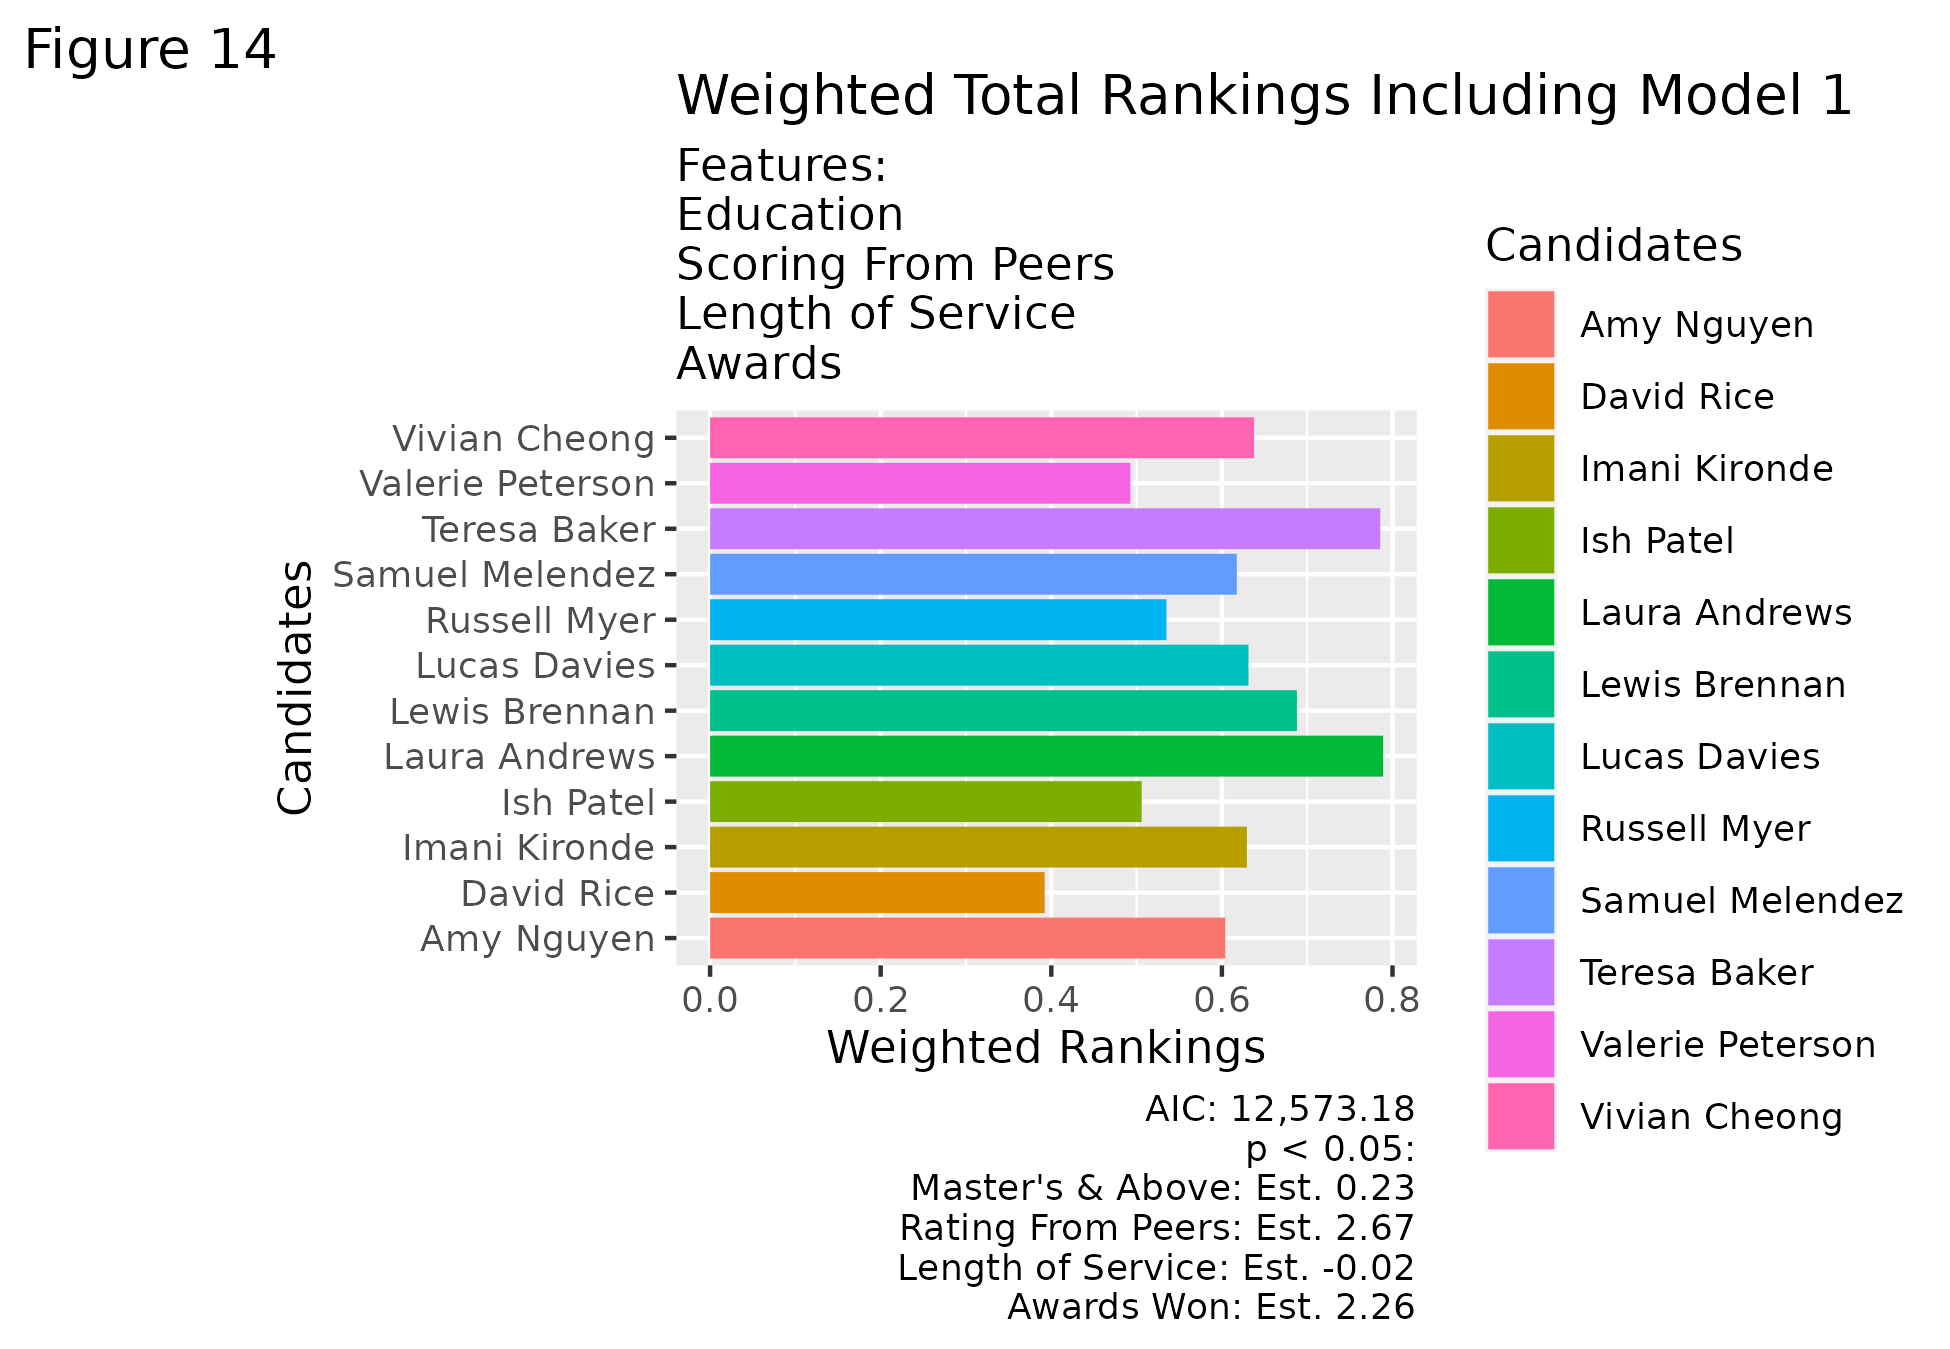 Figure 14
Weighted Total Rankings Including Model 1
Features:
Education
Scoring From Peers
Length of Service
Awards
Candidates
Vivian Cheong
Valerie Peterson
Teresa Baker
Samuel Melendez
Russell Myer
Lucas Davies
Lewis Brennan
Laura Andrews
Ish Patel
Imani Kironde
David Rice
Amy Nguyen
0.0 0.2 0.4 0.6 0.8
Weighted Rankings
Candidates
Amy Nguyen
David Rice
Imani Kironde
Ish Patel
Laura Andrews
Lewis Brennan
Lucas Davies
Russell Myer
Samuel Melendez
Teresa Baker
Valerie Peterson
Vivian Cheong
AIC: 12,573.18
p < 0.05:
Master's & Above: Est. 0.23
Rating From Peers: Est. 2.67
Length of Service: Est. -0.02
Awards Won: Est. 2.26